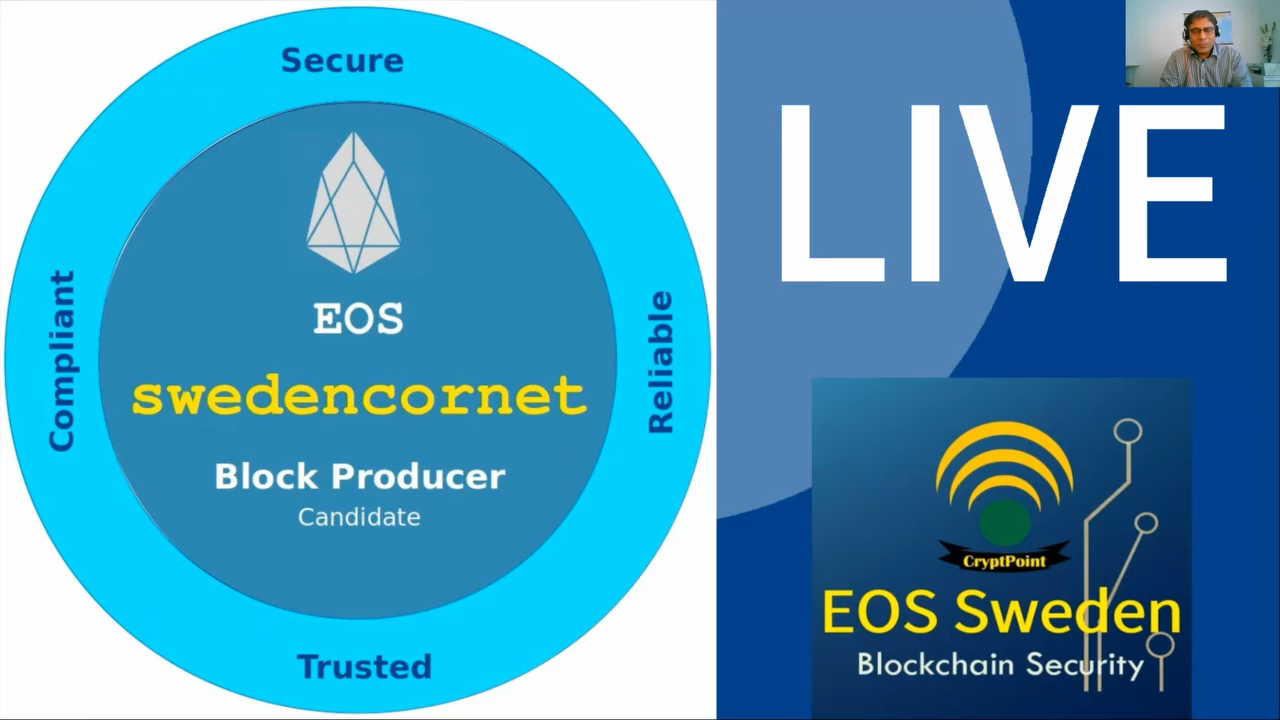 Secure
Compliant
Reliable
EOS
swedencornet
Block Producer
Candidate
Trusted
LIVE
CryptPoint
EOS Sweden
Blockchain Security